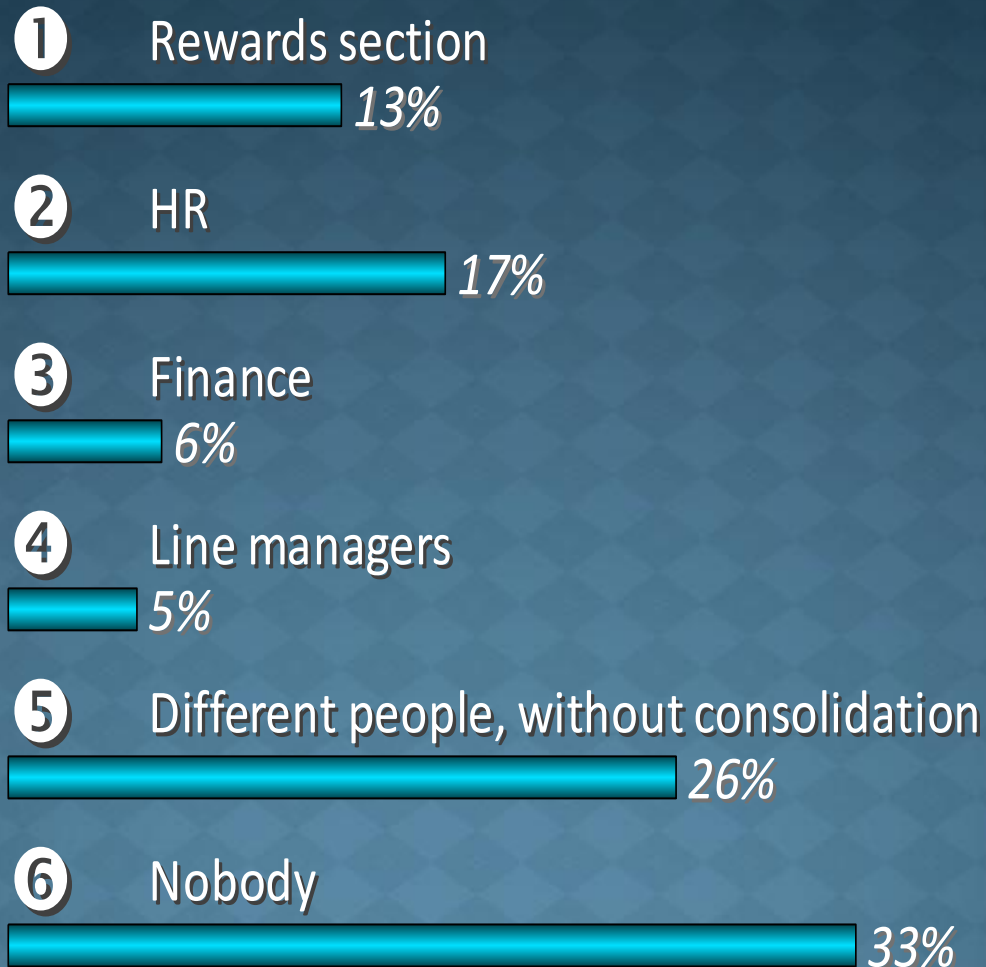 1 Rewards section
13%
2 HR
17%
3 Finance
6%
4 Line managers
5%
5 Different people, without consolidation
26%
6 Nobody
33%